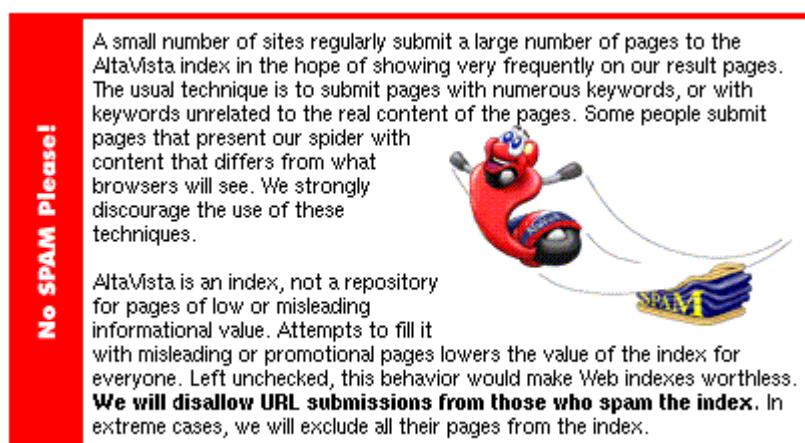 No SPAM Please!
A small number of sites regularly submit a large number of pages to the
AltaVista index in the hope of showing very frequently on our result pages.
The usual technique is to submit pages with numerous keywords, or with
keywords unrelated to the real content of the pages. Some people submit
pages that present our spider with
content that differs from what
browsers will see. We strongly
discourage the use of these
techniques.
AltaVista is an index, not a repository
for pages of low or misleading
informational value. Attempts to fill it
with misleading or promotional pages lowers the value of the index for
everyone. Left unchecked, this behavior would make Web indexes worthless.
We will disallow URL submissions from those who spam the index. In
extreme cases, we will exclude all their pages from the index.
SPAM